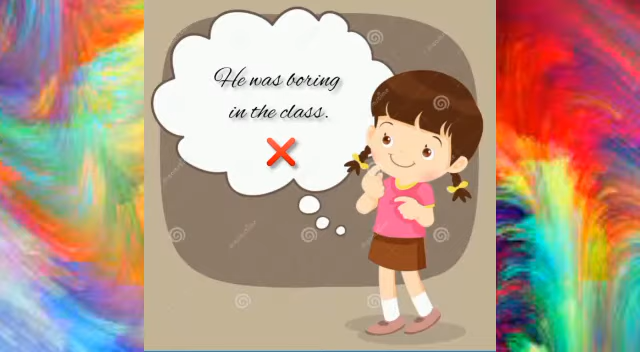 He was boring
in the class.